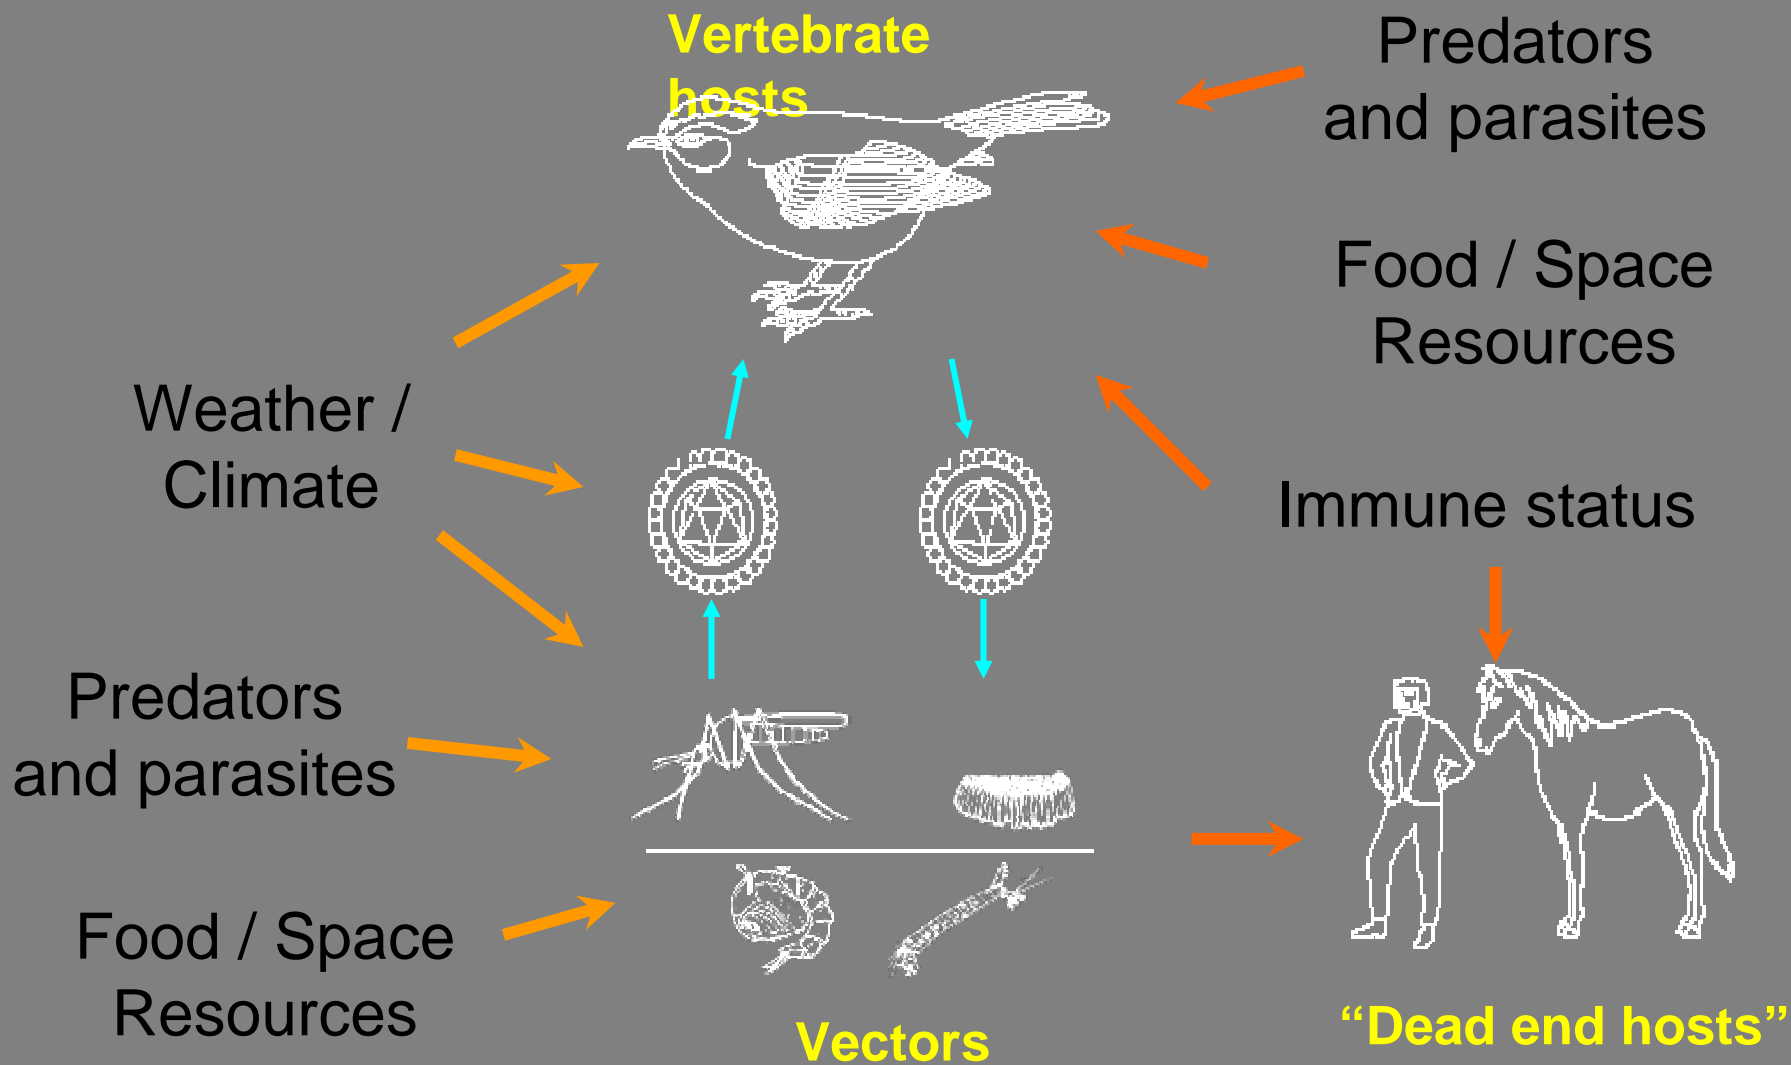 Vertebrate
hosts
Predators
and parasites
Food / Space
Resources
Weather /
Climate
Immune status
Predators
and parasites
Food / Space
Resources
Vectors
“Dead end hosts”